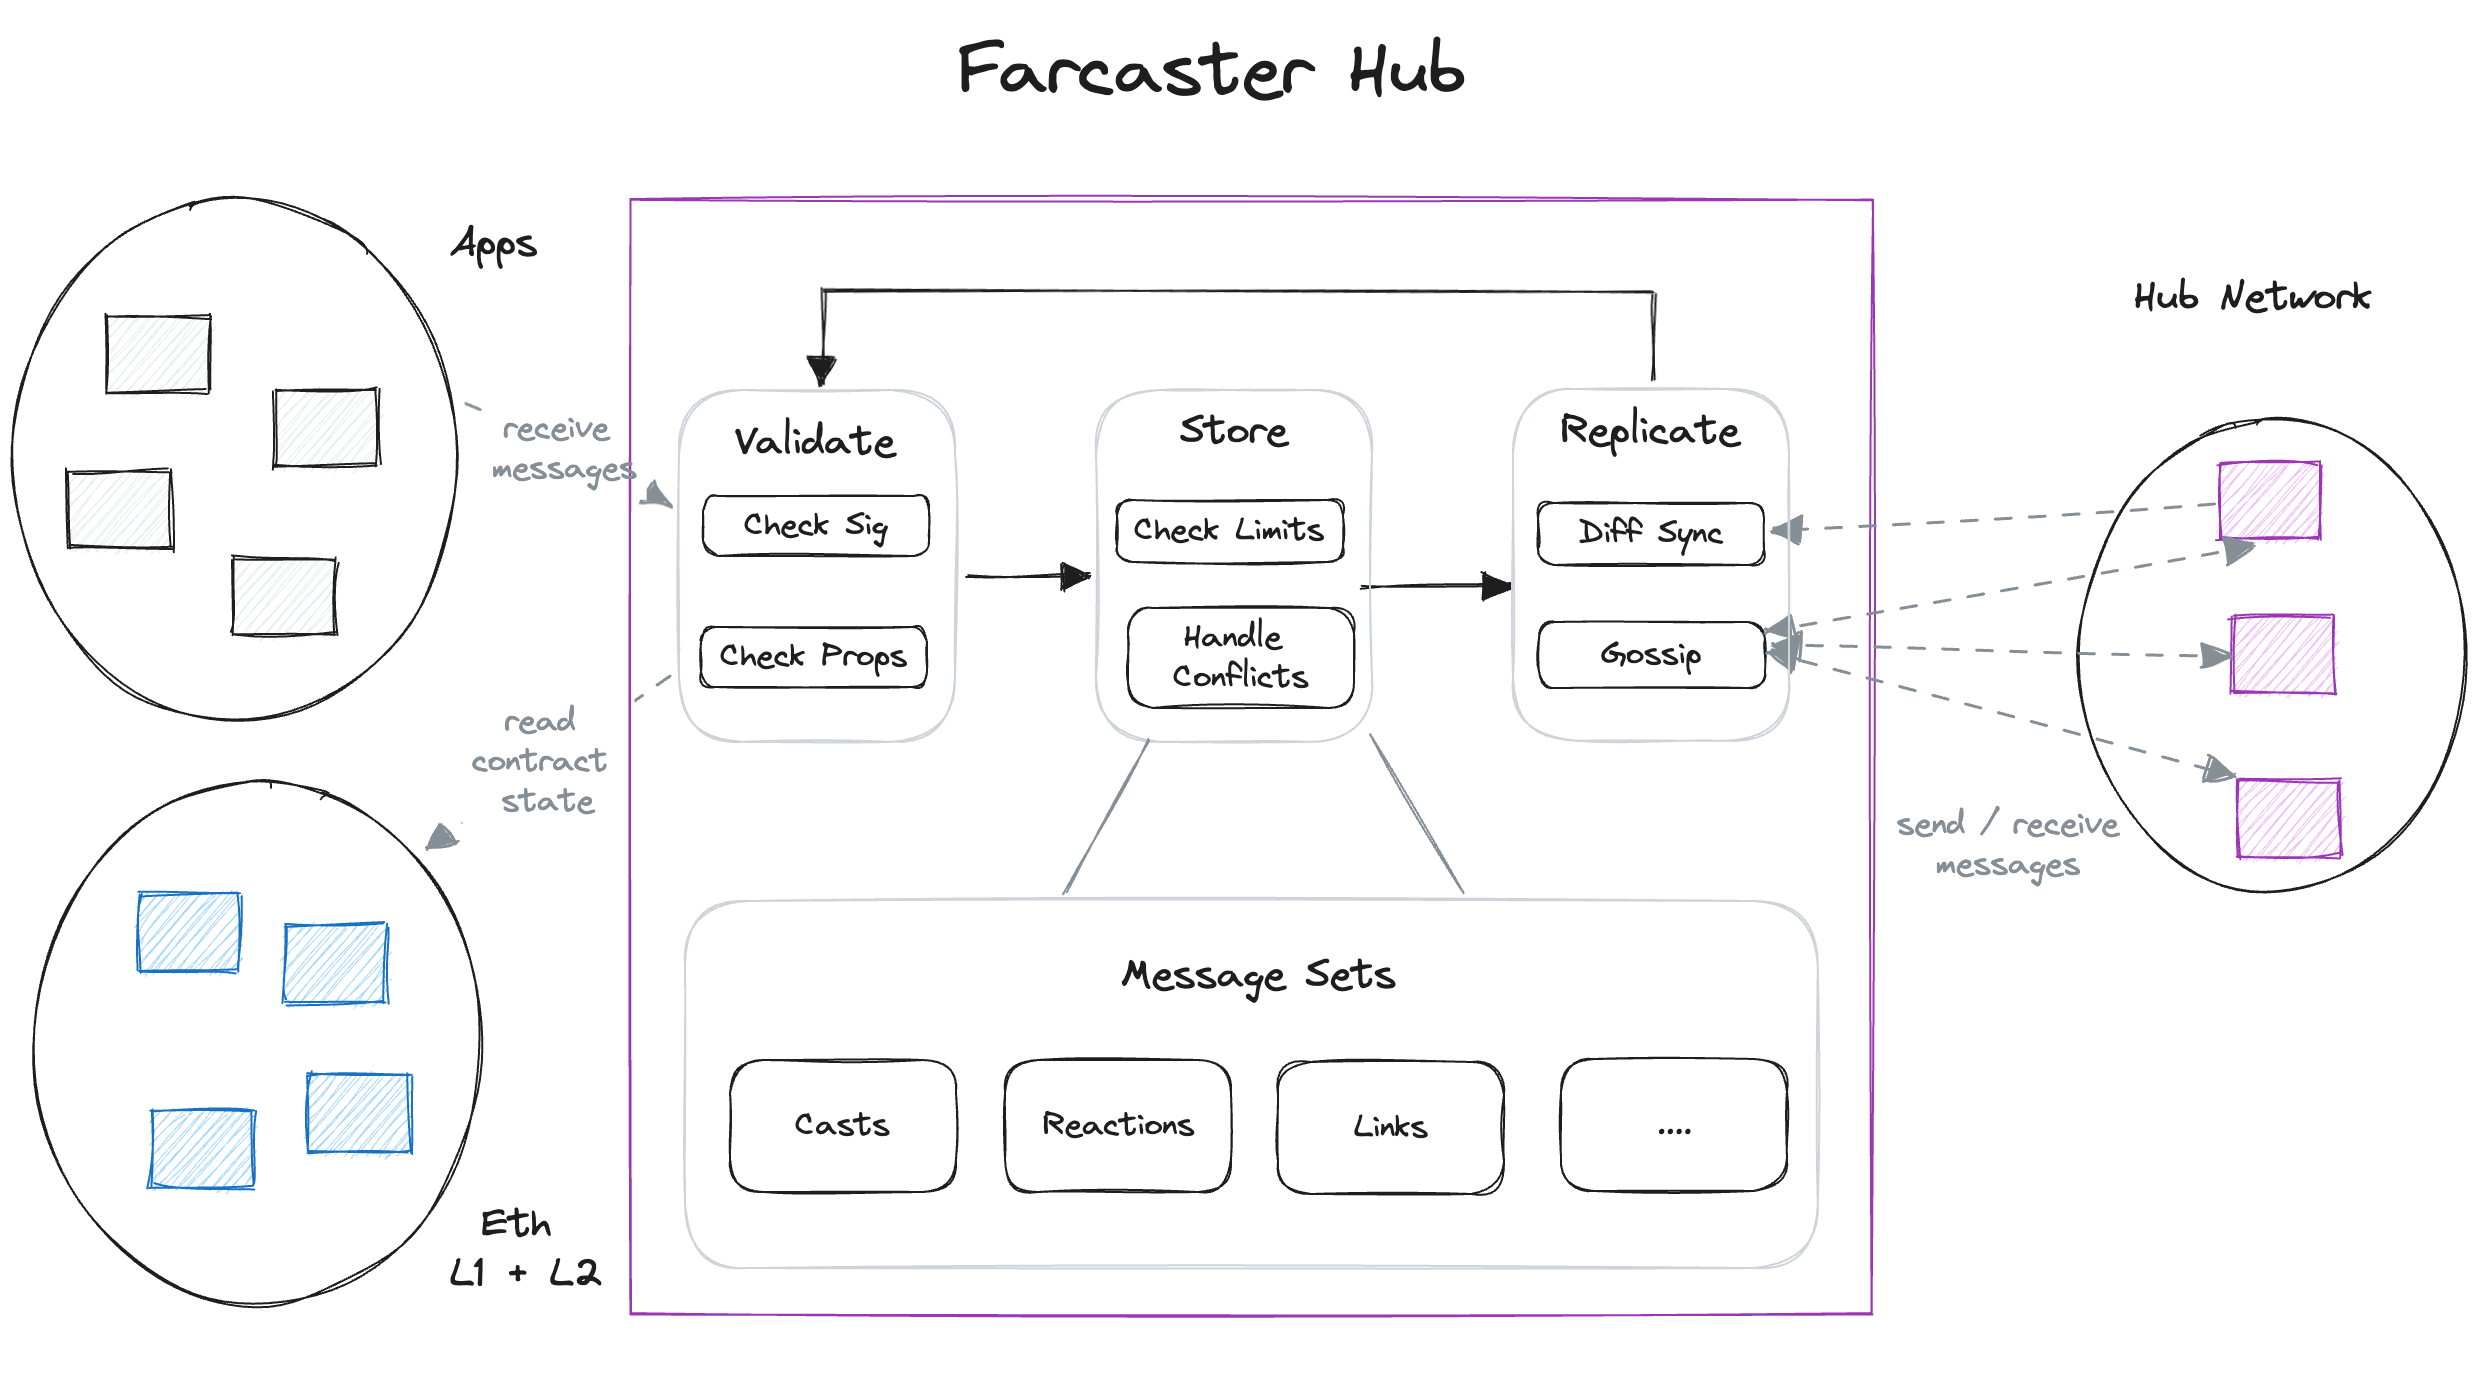 Farcaster Hub
Apps
receive
messages
read
contract
state
Eth
L1 + L2
Validate
Check Sig
Check Props
Store
Check Limits
Handle
Conflicts
Replicate
Diff Sync
Gossip
Message Sets
Casts
Reactions
Links
....
Hub Network
send / receive
messages